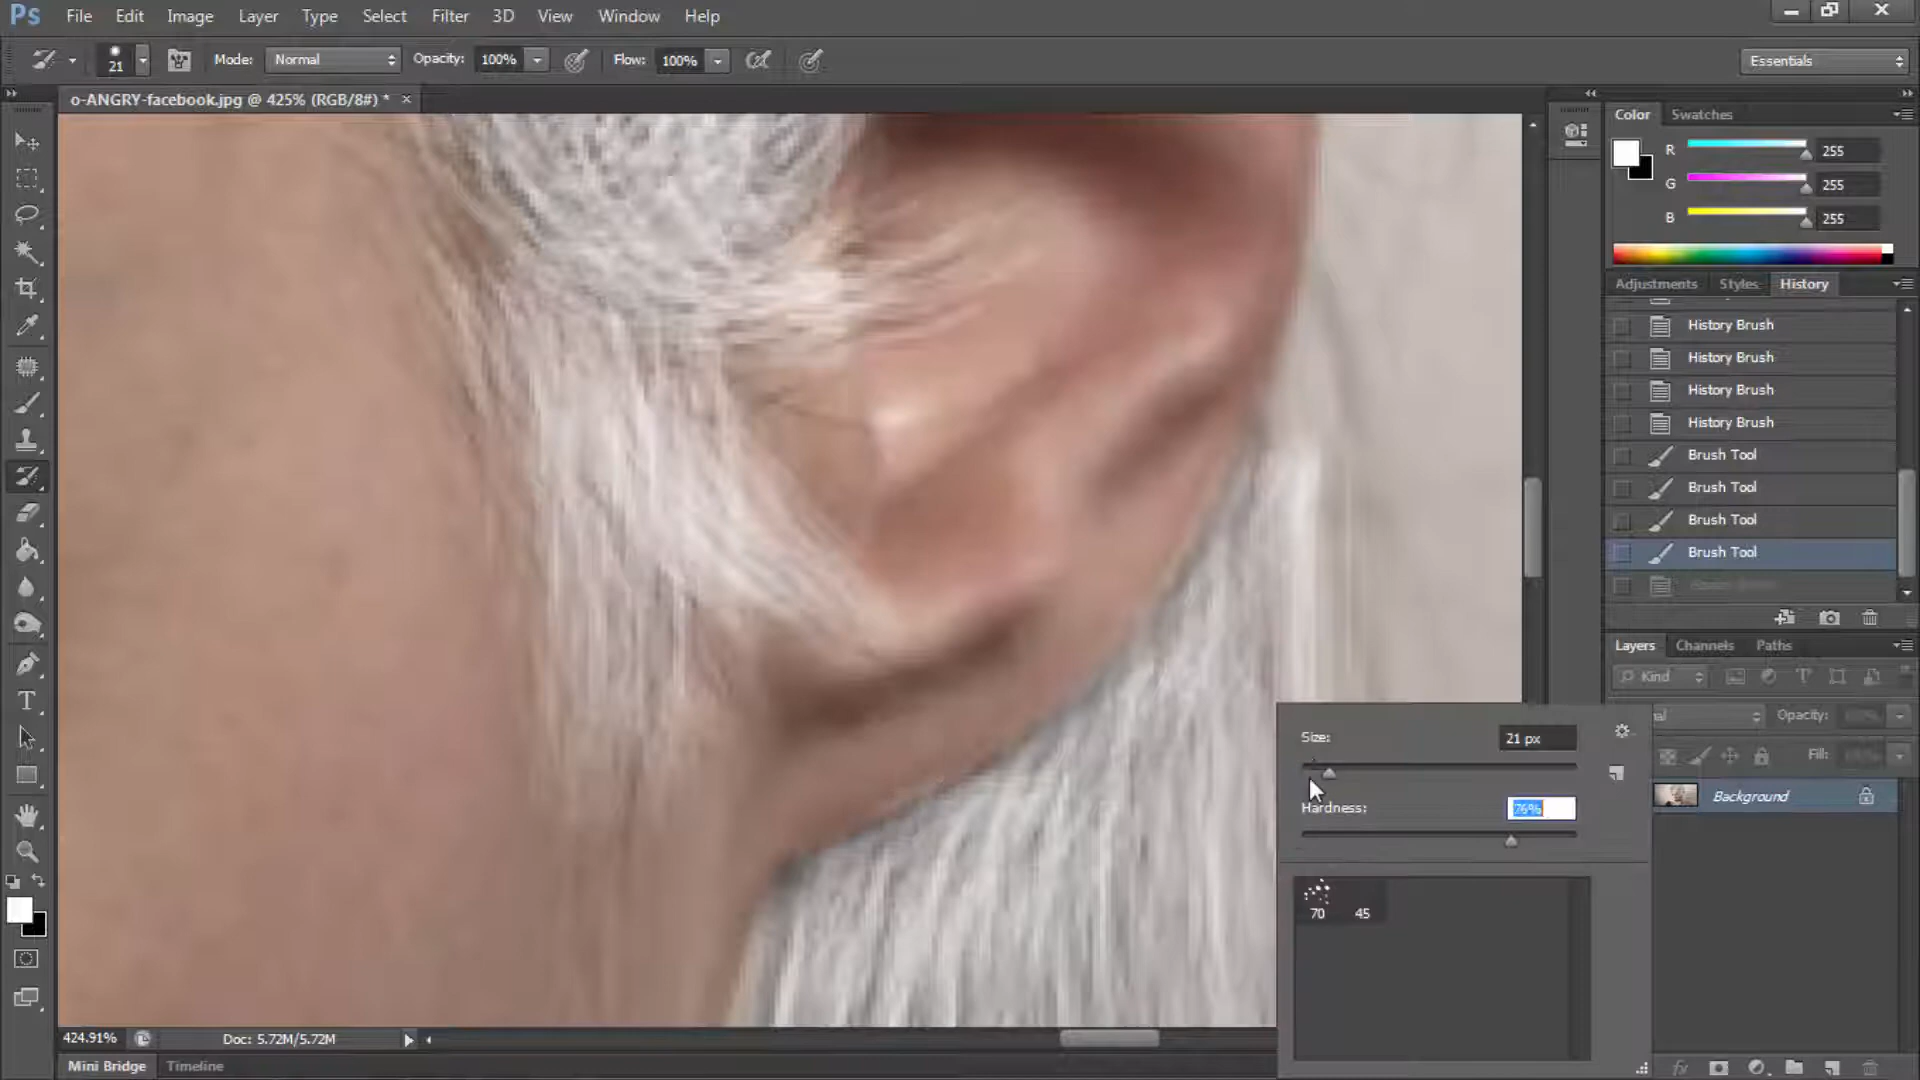 Ps File Edit Image Layer Type Select Filter 3D View Window Help
21 Mode: Normal Opacity: 100% Flow: 100% Essentials
o-ANGRY-facebook.jpg @ 425% (RGB/8#) * ×
Color Swatches
R 255
G 255
B 255
Adjustments Styles History
History Brush
History Brush
History Brush
History Brush
Brush Tool
Brush Tool
Brush Tool
Brush Tool
Layers Channels Paths
Kind
Opacity:
Fill:
Background
Size: 21 px
Hardness: 76%
70 45
424.91% Doc: 5.72M/5.72M
Mini Bridge Timeline
T
fx